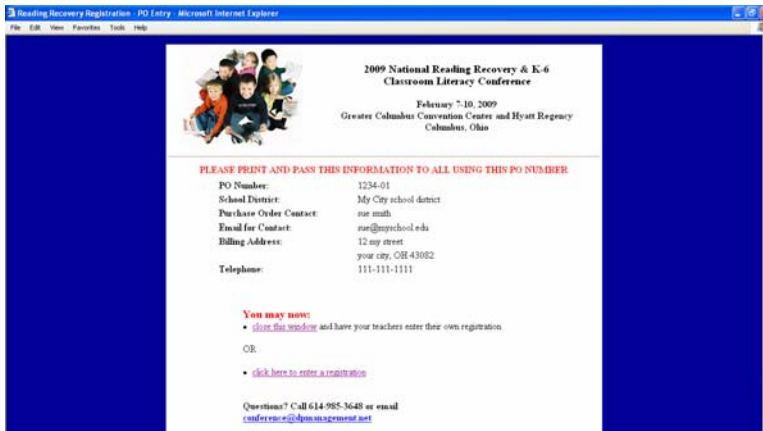 Reading Recovery Registration - PO Entry - Microsoft Internet Explorer
File Edit View Favorites Tools Help
2009 National Reading Recovery & K-6
Classroom Literacy Conference
February 7-10, 2009
Greater Columbus Convention Center and Hyatt Regency
Columbus, Ohio
PLEASE PRINT AND PASS THIS INFORMATION TO ALL USING THIS PO NUMBER
PO Number: 1234-01
School District: My City school district
Purchase Order Contact: sue smith
Email for Contact: sue@myschool.edu
Billing Address: 12 my street
your city, OH 43082
Telephone: 111-111-1111
You may now:
• close this window and have your teachers enter their own registration
OR
• click here to enter a registration
Questions? Call 614-985-3648 or email
conference@dpmanagement.net